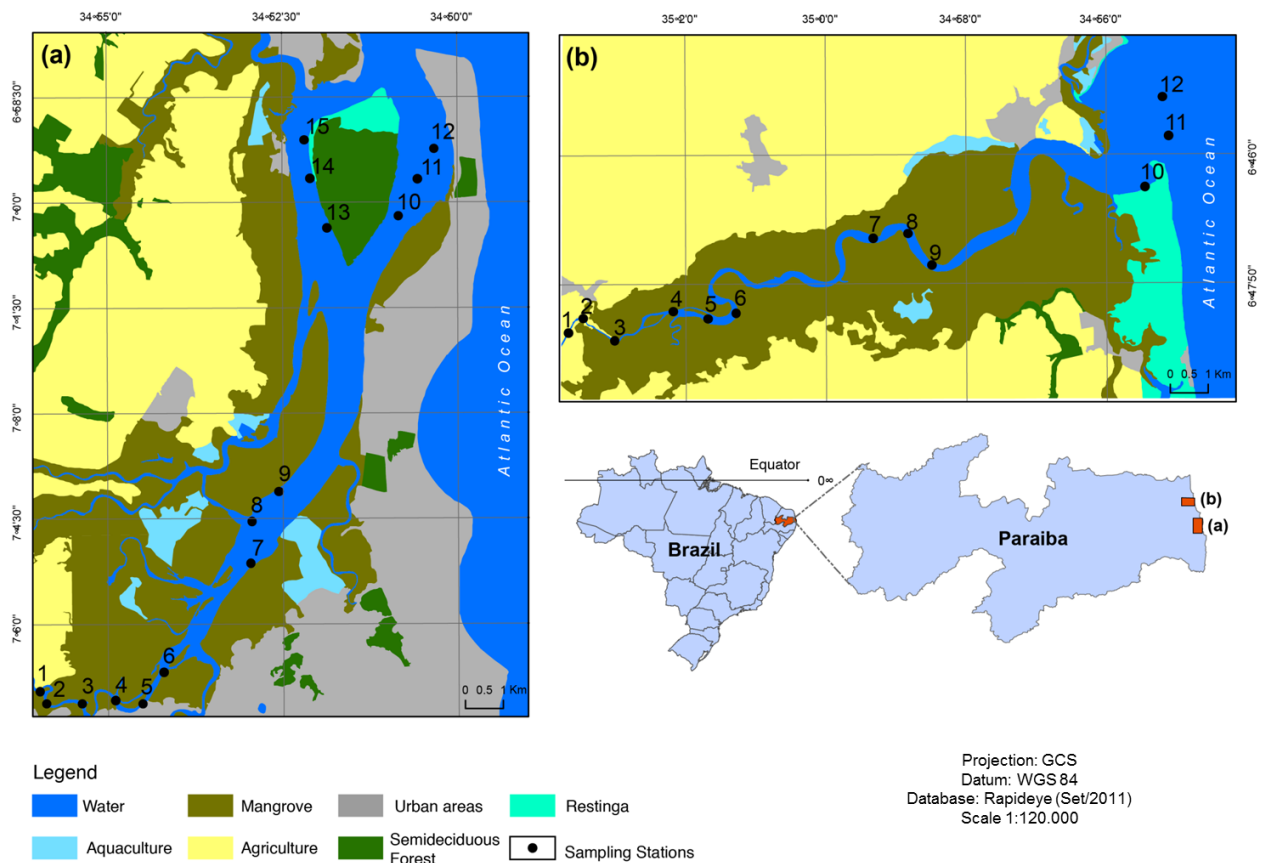 34°55'0"
34°52'30"
34°50'0"
(a)
6°58'30"
7°0'0"
7°41'30"
7°8'0"
7°4'30"
7°6'0"
15
14
13
12
11
10
9
8
7
6
5
4
3
2
1
Atlantic Ocean
0 0.5 1 Km
35°2'0"
35°0'0"
34°58'0"
34°56'0"
(b)
12
11
10
7
8
9
4
5
6
2
1
3
6°46'0"
6°47'50"
Atlantic Ocean
0 0.5 1 Km
Equator
0∞
Brazil
Paraiba
(b)
(a)
Legend
Water
Mangrove
Urban areas
Restinga
Aquaculture
Agriculture
Semideciduous
Forest
Sampling Stations
Projection: GCS
Datum: WGS 84
Database: Rapideye (Set/2011)
Scale 1:120.000